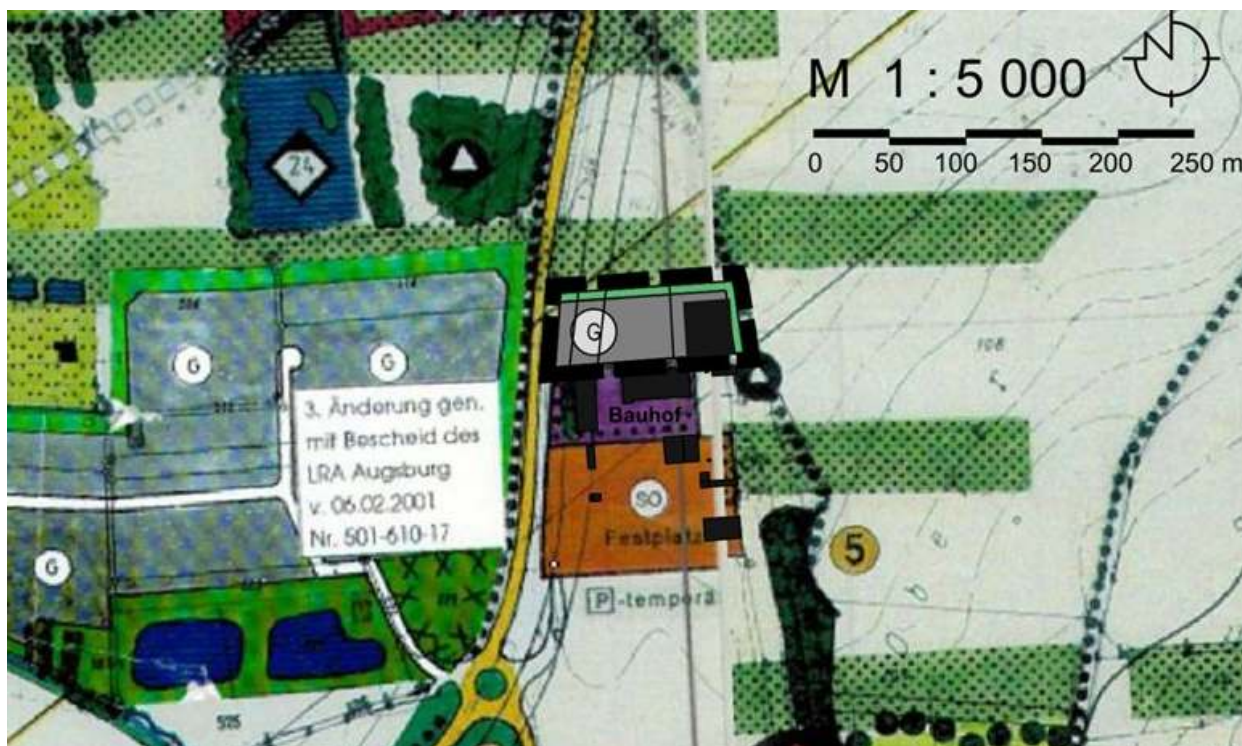 M 1 : 5 000
N
0 50 100 150 200 250 m
24
G
G
G
108
3. Änderung gen.
mit Bescheid des
LRA Augsburg
v. 06.02.2001
Nr. 501-610-17
Bauhof
SO
Festplatz
5
G
P-temporä